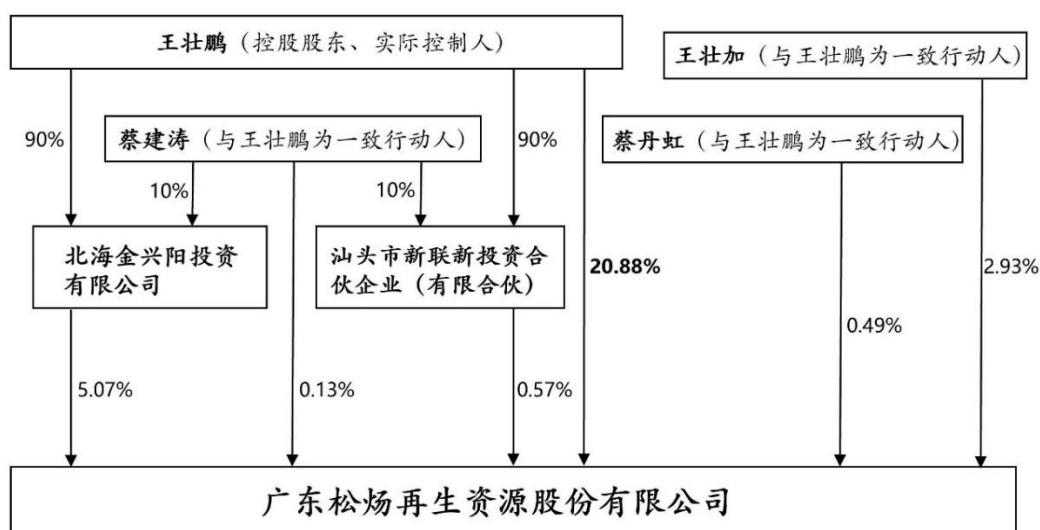 王壮鹏（控股股东、实际控制人）
王壮加（与王壮鹏为一致行动人）
90%
蔡建涛（与王壮鹏为一致行动人）
90%
蔡丹虹（与王壮鹏为一致行动人）
10%
10%
北海金兴阳投资
有限公司
汕头市新联新投资合
伙企业（有限合伙）
20.88%
2.93%
0.49%
5.07%
0.13%
0.57%
广东松炀再生资源股份有限公司